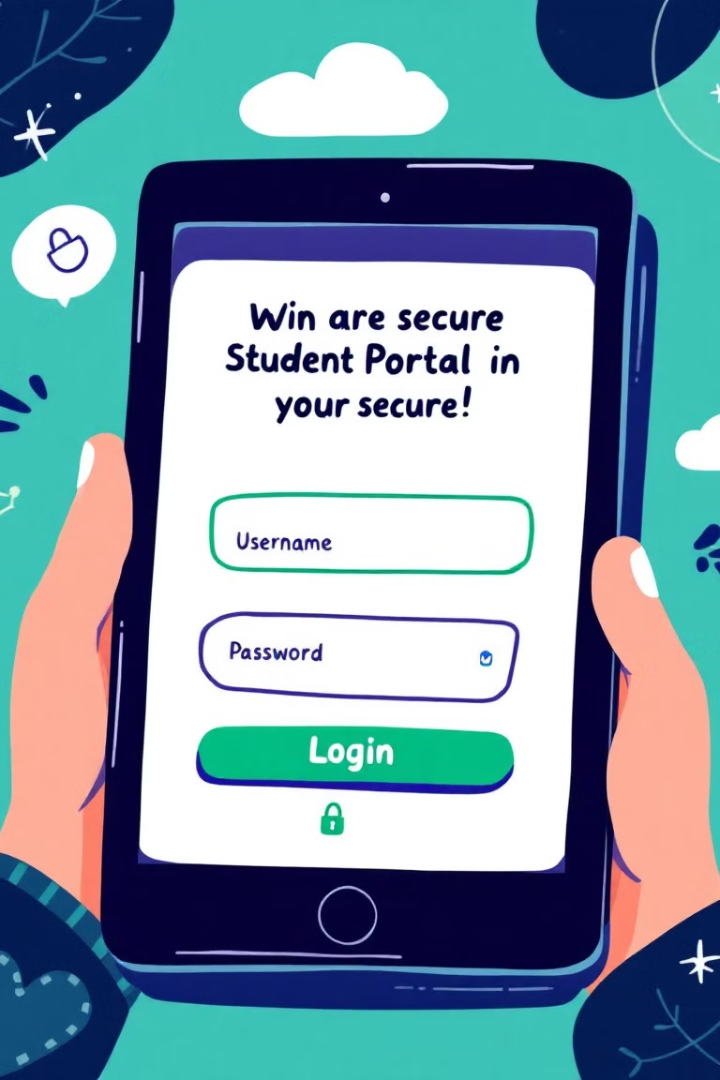 Win are secure
Student Portal in
your secure!
Username
Password
Login